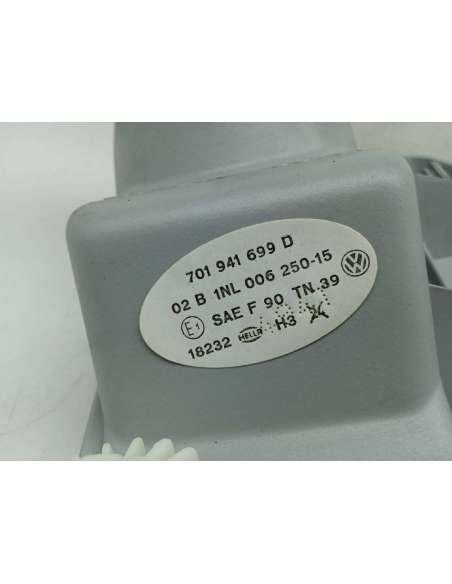 701 941 699 D
02 B 1NL 006 250-15
E1 SAE F 90 TN.39
18232 HELLA H3